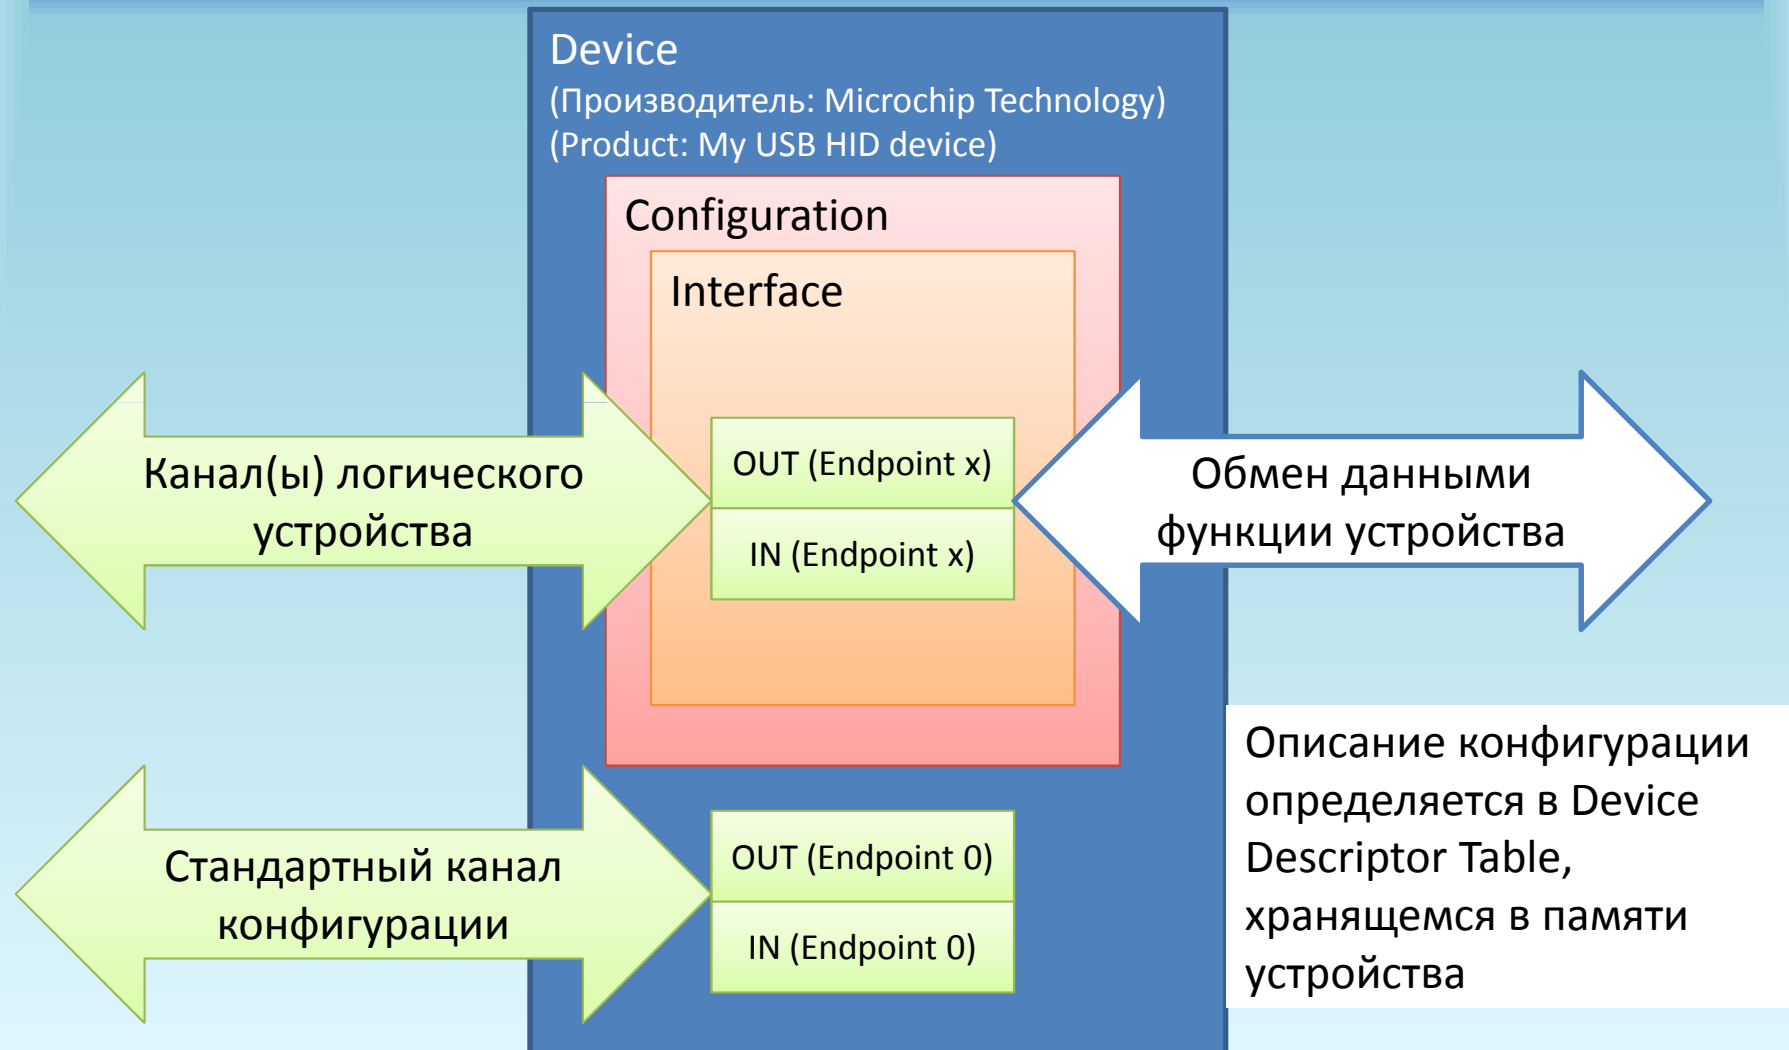 Device
(Производитель: Microchip Technology)
(Product: My USB HID device)
Configuration
Interface
Канал(ы) логического
устройства
OUT (Endpoint x)
IN (Endpoint x)
Обмен данными
функции устройства
Стандартный канал
конфигурации
OUT (Endpoint 0)
IN (Endpoint 0)
Описание конфигурации
определяется в Device
Descriptor Table,
хранящемся в памяти
устройства